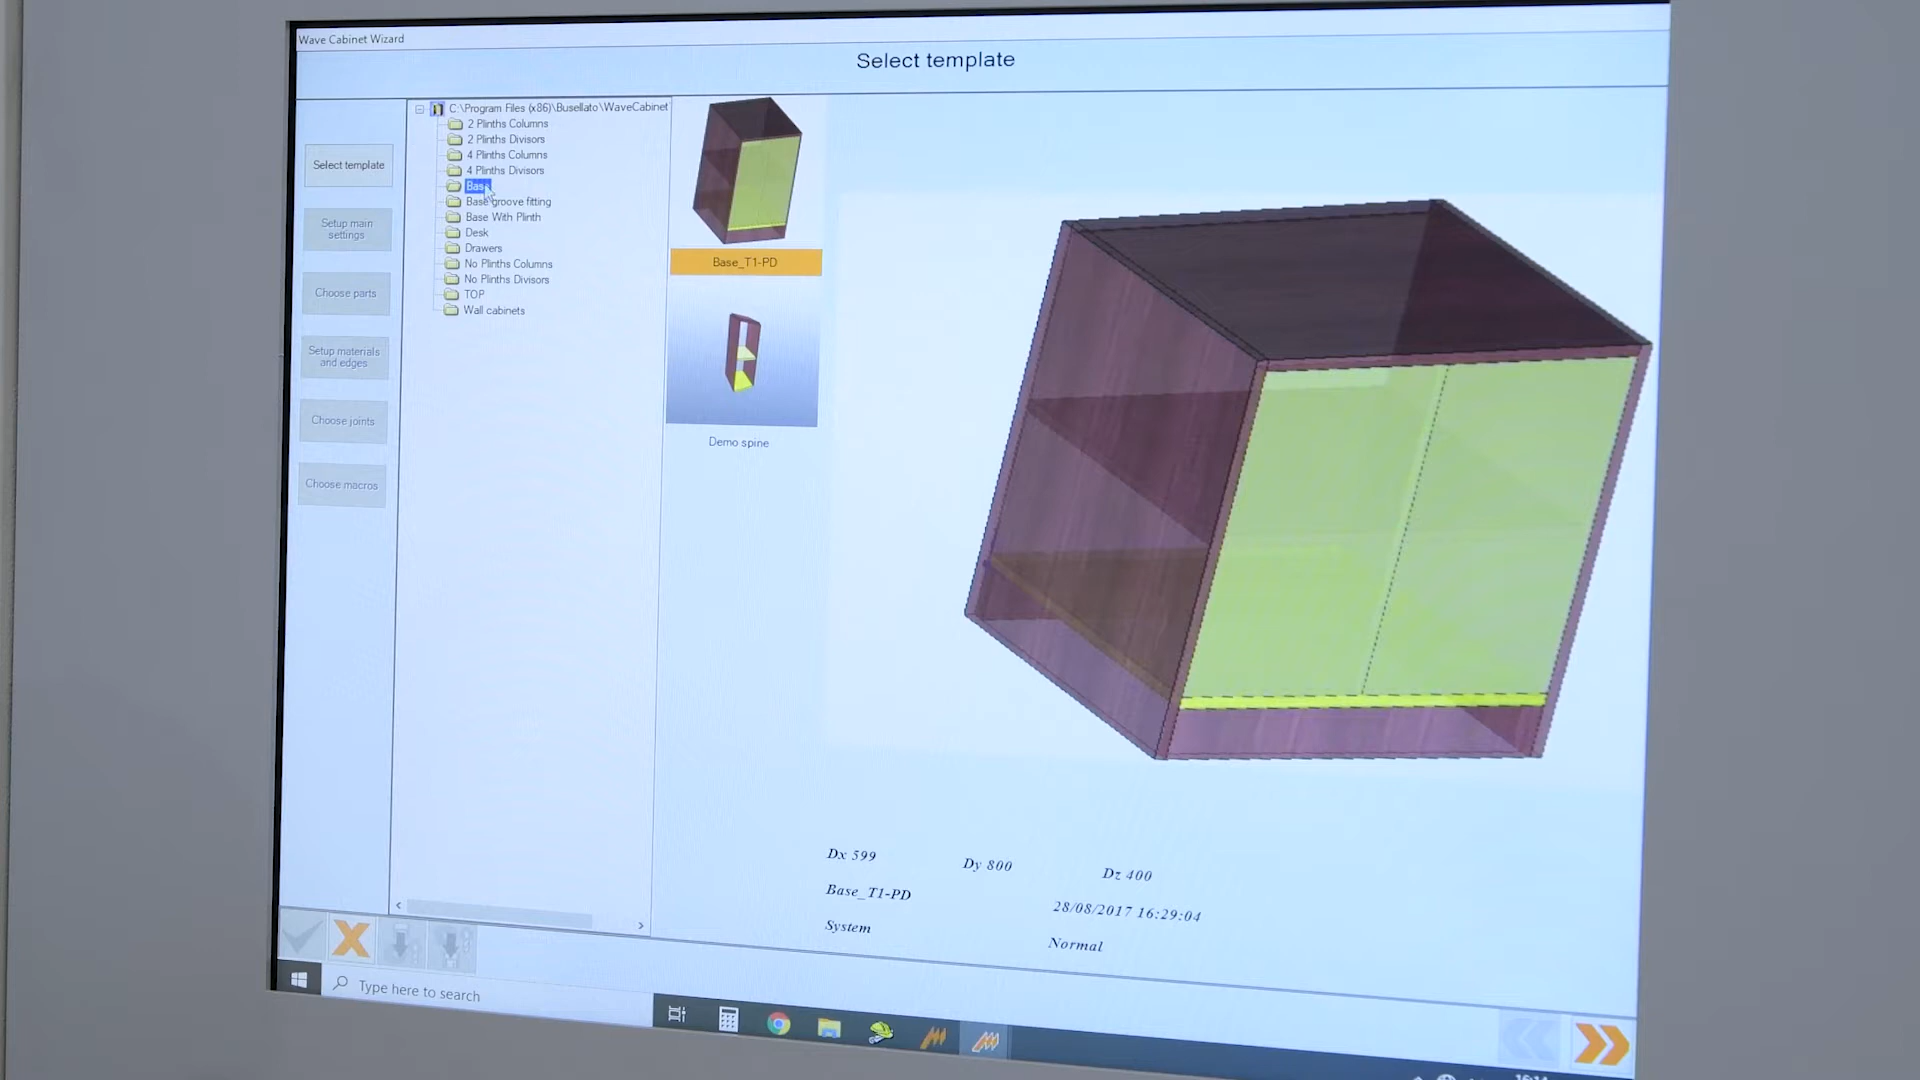 Wave Cabinet Wizard
Select template
C:\Program Files (x86)\Busellato\WaveCabinet
2 Plinths Columns
2 Plinths Divisors
4 Plinths Columns
4 Plinths Divisors
Base
Base groove fitting
Base With Plinth
Desk
Drawers
No Plinths Columns
No Plinths Divisors
TOP
Wall cabinets
Select template
Setup main
settings
Choose parts
Setup materials
and edges
Choose joints
Choose macros
Base_T1-PD
Demo spine
Dx 599
Dy 800
Dz 400
Base_T1-PD
28/08/2017 16:29:04
System
Normal
Type here to search